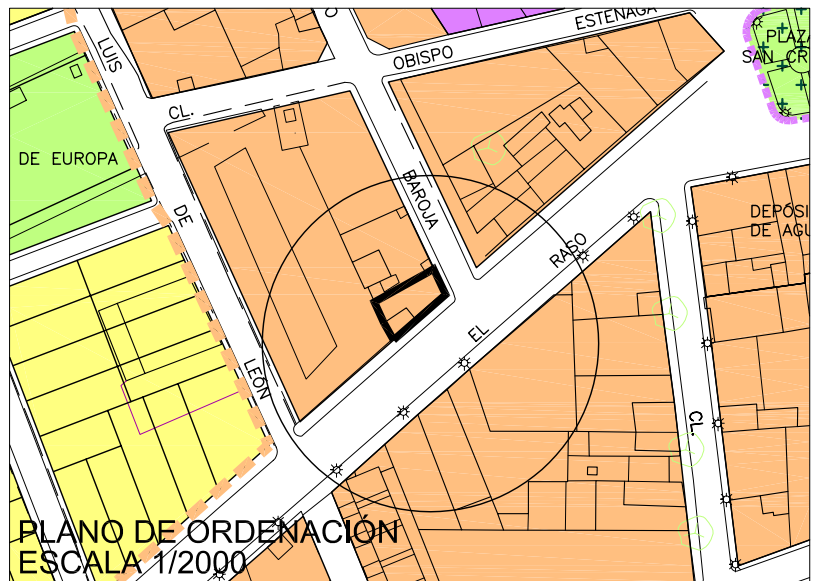 ESTENAGA
OBISPO
LUIS
PLAZA
SAN CR
CL.
DE EUROPA
BAROJA
DE
DEPÓSI
DE AGU
RASO
EL
LEÓN
CL.
PLANO DE ORDENACIÓN
ESCALA 1/2000